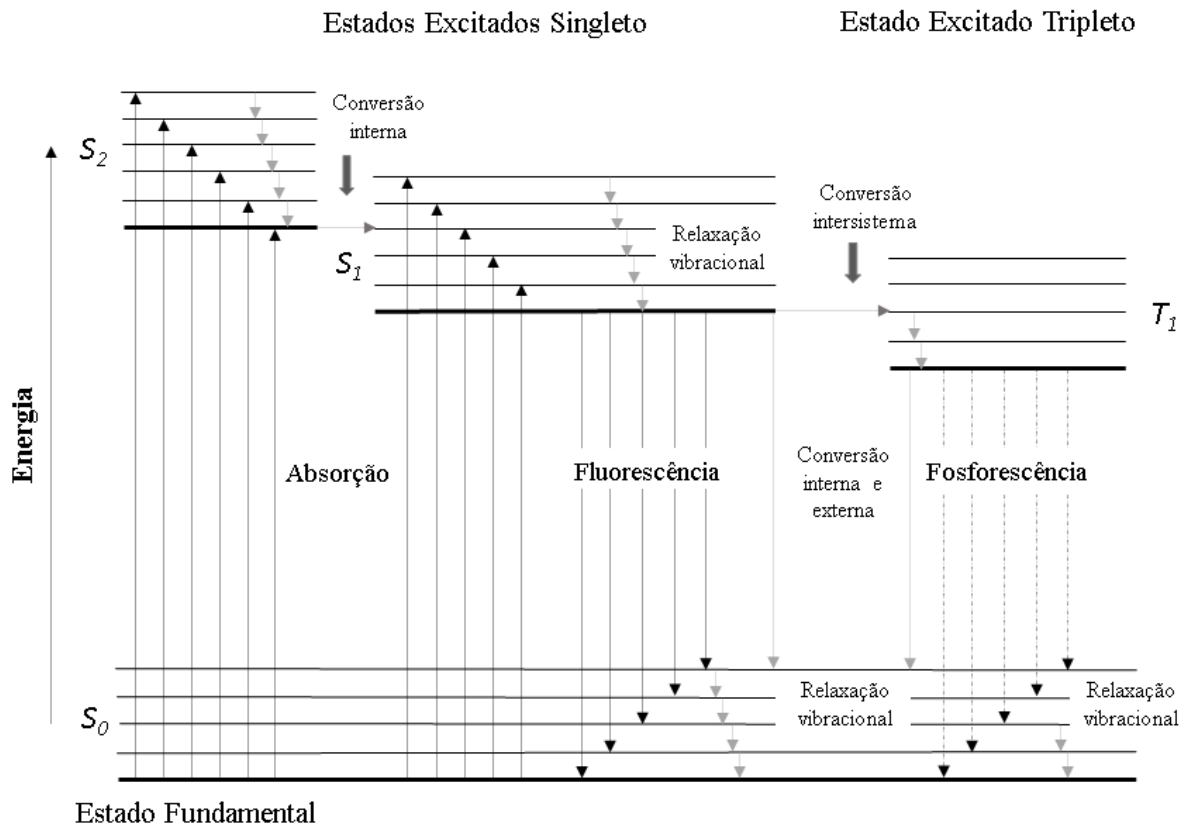 Estados Excitados Singleto
Estado Excitado Tripleto
Conversão
interna
S2
Conversão
intersistema
Relaxação
vibracional
S1
T1
Energia
Absorção
Fluorescência
Conversão
interna e
externa
Fosforescência
Relaxação
vibracional
Relaxação
vibracional
S0
Estado Fundamental